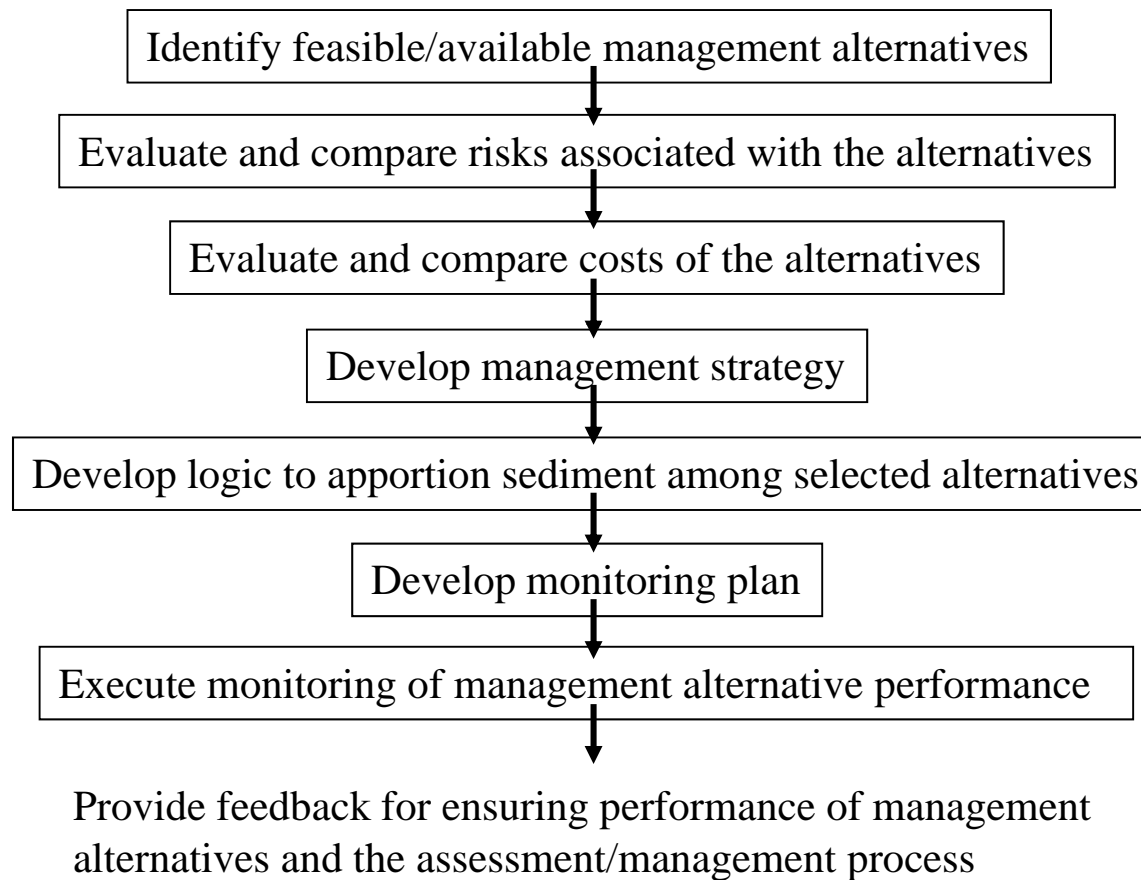 Identify feasible/available management alternatives
Evaluate and compare risks associated with the alternatives
Evaluate and compare costs of the alternatives
Develop management strategy
Develop logic to apportion sediment among selected alternatives
Develop monitoring plan
Execute monitoring of management alternative performance
Provide feedback for ensuring performance of management
alternatives and the assessment/management process